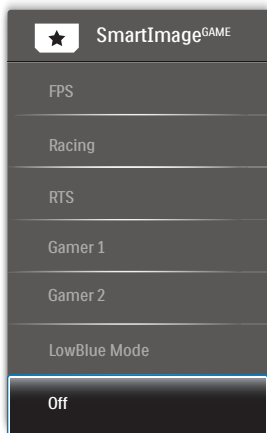 SmartImageGAME
FPS
Racing
RTS
Gamer 1
Gamer 2
LowBlue Mode
Off